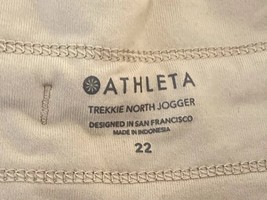 ATHLETA
TREKKIE NORTH JOGGER
DESIGNED IN SAN FRANCISCO
MADE IN INDONESIA
22